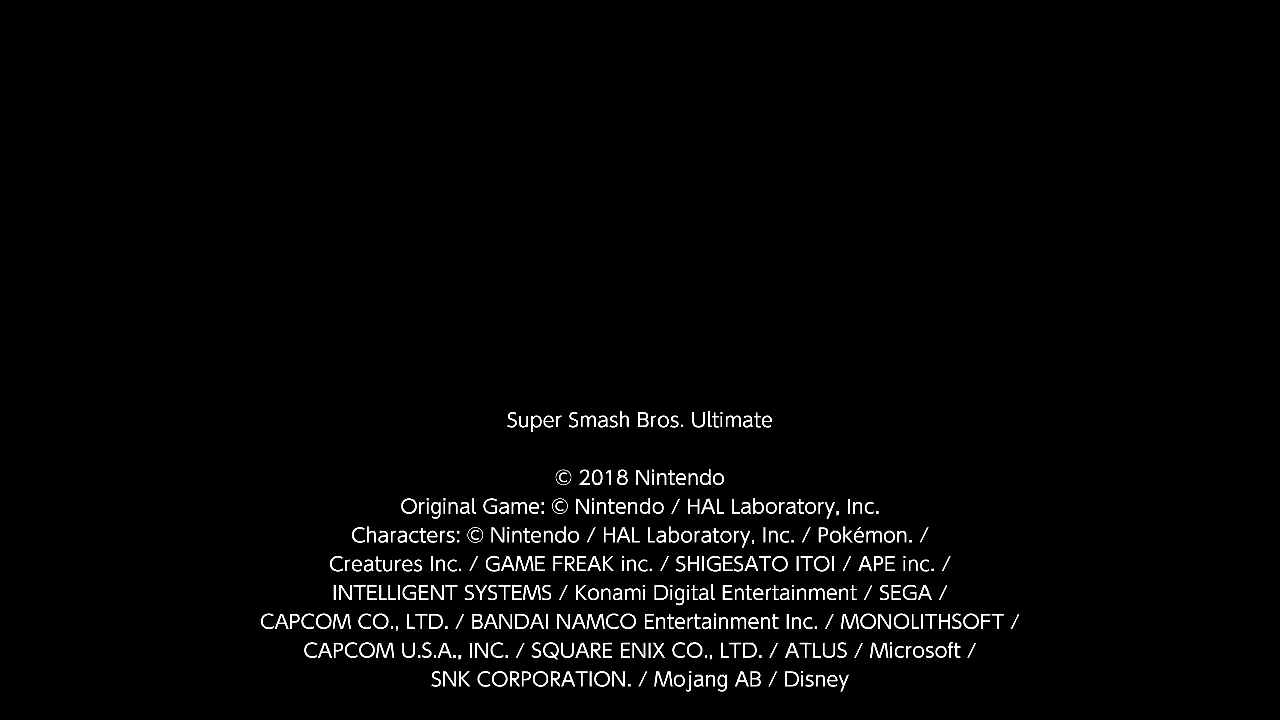 Super Smash Bros. Ultimate
© 2018 Nintendo
Original Game: © Nintendo / HAL Laboratory, Inc.
Characters: © Nintendo / HAL Laboratory, Inc. / Pokémon. /
Creatures Inc. / GAME FREAK inc. / SHIGESATO ITOI / APE inc. /
INTELLIGENT SYSTEMS / Konami Digital Entertainment / SEGA /
CAPCOM CO., LTD. / BANDAI NAMCO Entertainment Inc. / MONOLITHSOFT /
CAPCOM U.S.A., INC. / SQUARE ENIX CO., LTD. / ATLUS / Microsoft /
SNK CORPORATION. / Mojang AB / Disney